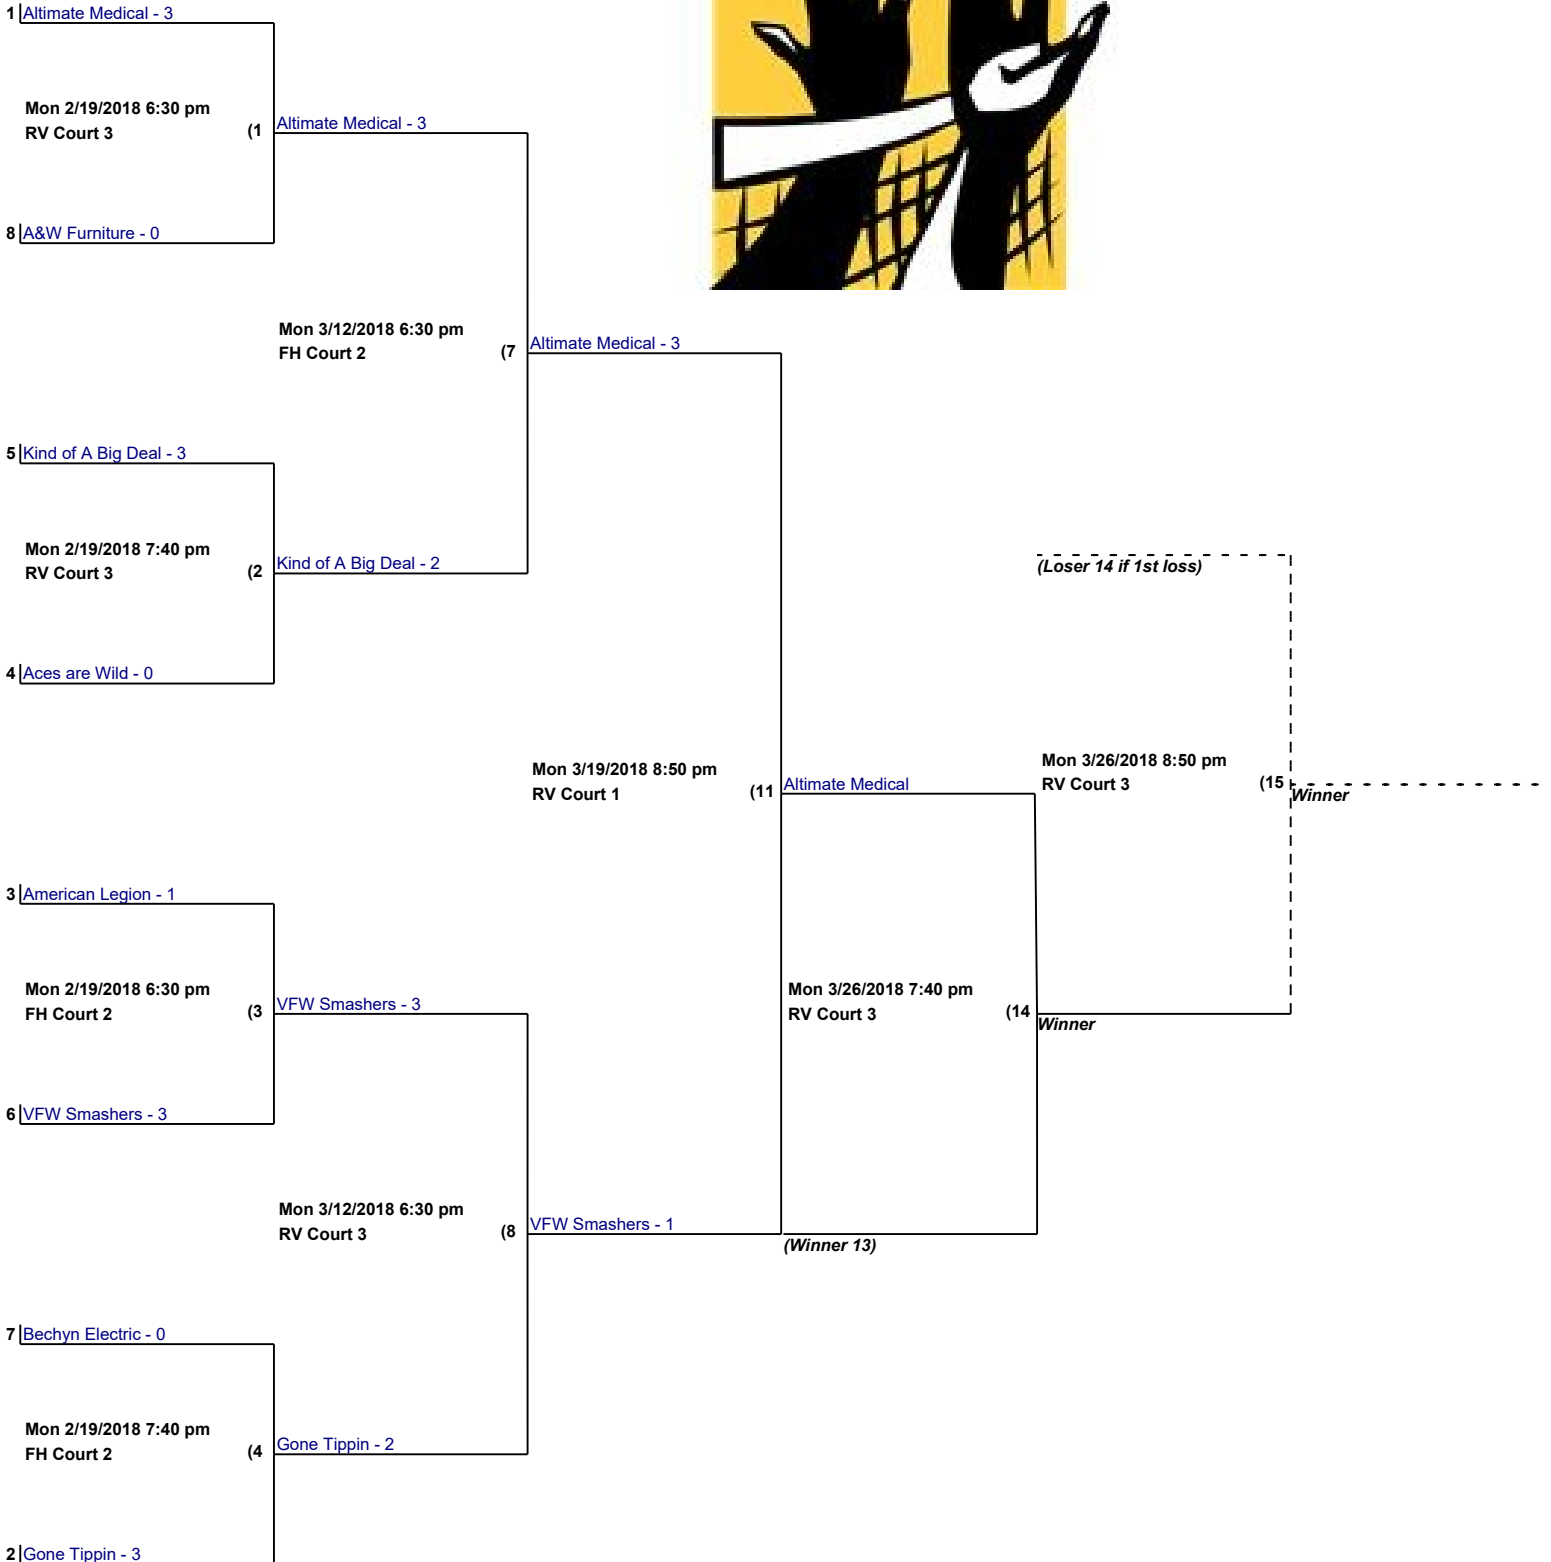 1 Altimate Medical - 3
Mon 2/19/2018 6:30 pm
RV Court 3
(1
Altimate Medical - 3
8 A&W Furniture - 0
Mon 3/12/2018 6:30 pm
FH Court 2
(7
Altimate Medical - 3
5 Kind of A Big Deal - 3
Mon 2/19/2018 7:40 pm
RV Court 3
(2
Kind of A Big Deal - 2
(Loser 14 if 1st loss)
4 Aces are Wild - 0
Mon 3/19/2018 8:50 pm
RV Court 1
(11
Altimate Medical
Mon 3/26/2018 8:50 pm
RV Court 3
(15
Winner
3 American Legion - 1
Mon 2/19/2018 6:30 pm
FH Court 2
(3
VFW Smashers - 3
Mon 3/26/2018 7:40 pm
RV Court 3
(14
Winner
6 VFW Smashers - 3
Mon 3/12/2018 6:30 pm
RV Court 3
(8
VFW Smashers - 1
(Winner 13)
7 Bechyn Electric - 0
Mon 2/19/2018 7:40 pm
FH Court 2
(4
Gone Tippin - 2
2 Gone Tippin - 3